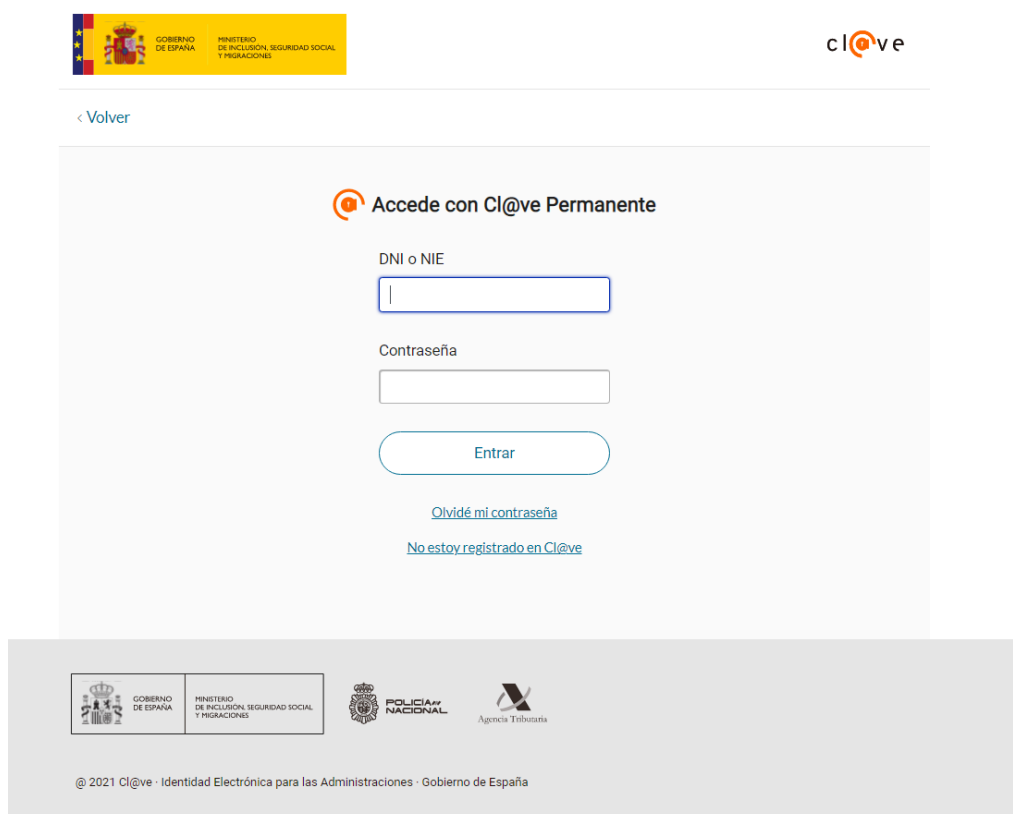 GOBIERNO
DE ESPAÑA
MINISTERIO
DE INCLUSIÓN, SEGURIDAD SOCIAL
Y MIGRACIONES
cl@ve
‹ Volver
Accede con Cl@ve Permanente
DNI o NIE
Contraseña
Entrar
Olvidé mi contraseña
No estoy registrado en Cl@ve
GOBIERNO
DE ESPAÑA
MINISTERIO
DE INCLUSIÓN, SEGURIDAD SOCIAL
Y MIGRACIONES
POLICÍA
NACIONAL
Agencia Tributaria
@ 2021 Cl@ve · Identidad Electrónica para las Administraciones · Gobierno de España